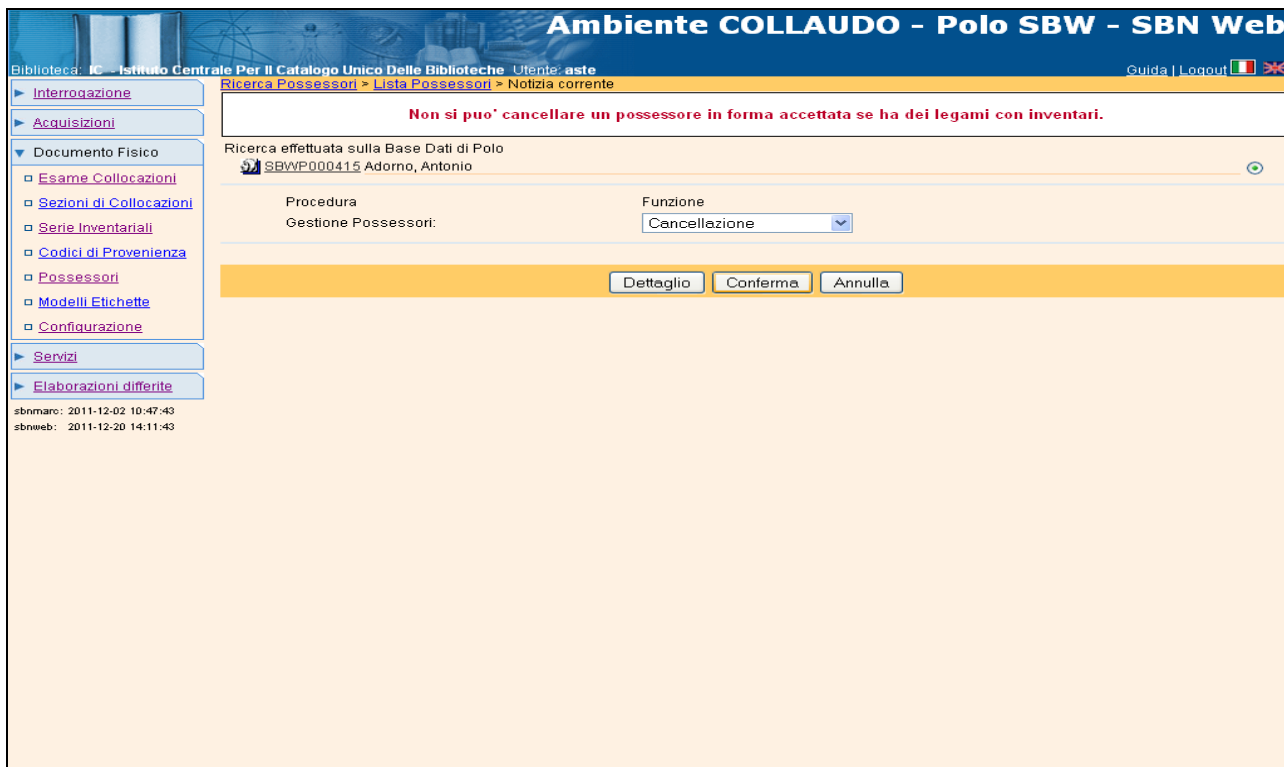 Ambiente COLLAUDO - Polo SBW - SBN Web
Biblioteca: IC - Istituto Centrale Per Il Catalogo Unico Delle Biblioteche Utente: aste
Guida | Logout
Ricerca Possessori > Lista Possessori > Notizia corrente
Interrogazione
Acquisizioni
Documento Fisico
Esame Collocazioni
Sezioni di Collocazioni
Serie Inventariali
Codici di Provenienza
Possessori
Modelli Etichette
Configurazione
Servizi
Elaborazioni differite
sbnmarc: 2011-12-02 10:47:43
sbnweb: 2011-12-20 14:11:43
Non si puo' cancellare un possessore in forma accettata se ha dei legami con inventari.
Ricerca effettuata sulla Base Dati di Polo
SBWP000415 Adorno, Antonio
Procedura Funzione
Gestione Possessori: Cancellazione
Dettaglio Conferma Annulla